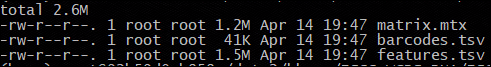 total 2.6M
-rw-r--r--. 1 root root 1.2M Apr 14 19:47 matrix.mtx
-rw-r--r--. 1 root root  41K Apr 14 19:47 barcodes.tsv
-rw-r--r--. 1 root root 1.5M Apr 14 19:47 features.tsv